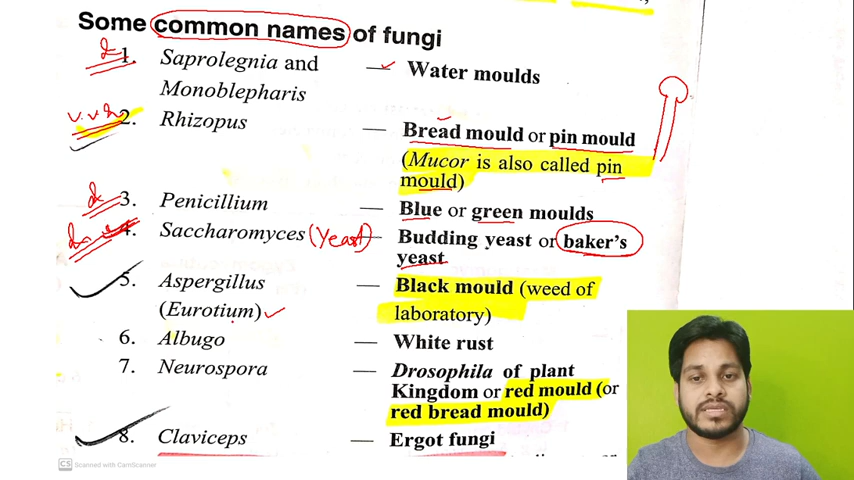 Some common names of fungi
1. Saprolegnia and — Water moulds
Monoblepharis
v.v
2. Rhizopus — Bread mould or pin mould
(Mucor is also called pin
mould)
3. Penicillium — Blue or green moulds
4. Saccharomyces (Yeast) — Budding yeast or baker's
yeast
5. Aspergillus — Black mould (weed of
(Eurotium) laboratory)
6. Albugo — White rust
7. Neurospora — Drosophila of plant
Kingdom or red mould (or
red bread mould)
8. Claviceps — Ergot fungi
CS Scanned with CamScanner